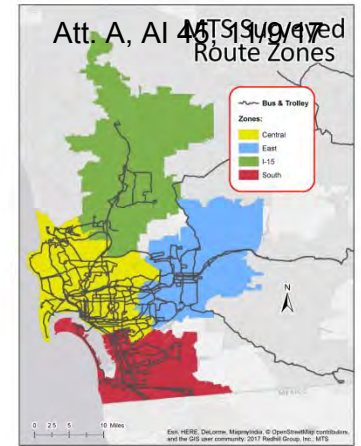 Att. A, AI 45, 11/9/17
MTS Surveyed
Route Zones
Bus & Trolley
Zones:
Central
East
I-15
South
N
0 2.5 5 10 Miles
MEXICO
Esri, HERE, DeLorme, MapmyIndia, © OpenStreetMap contributors,
and the GIS user community; 2017 Redhill Group, Inc., MTS